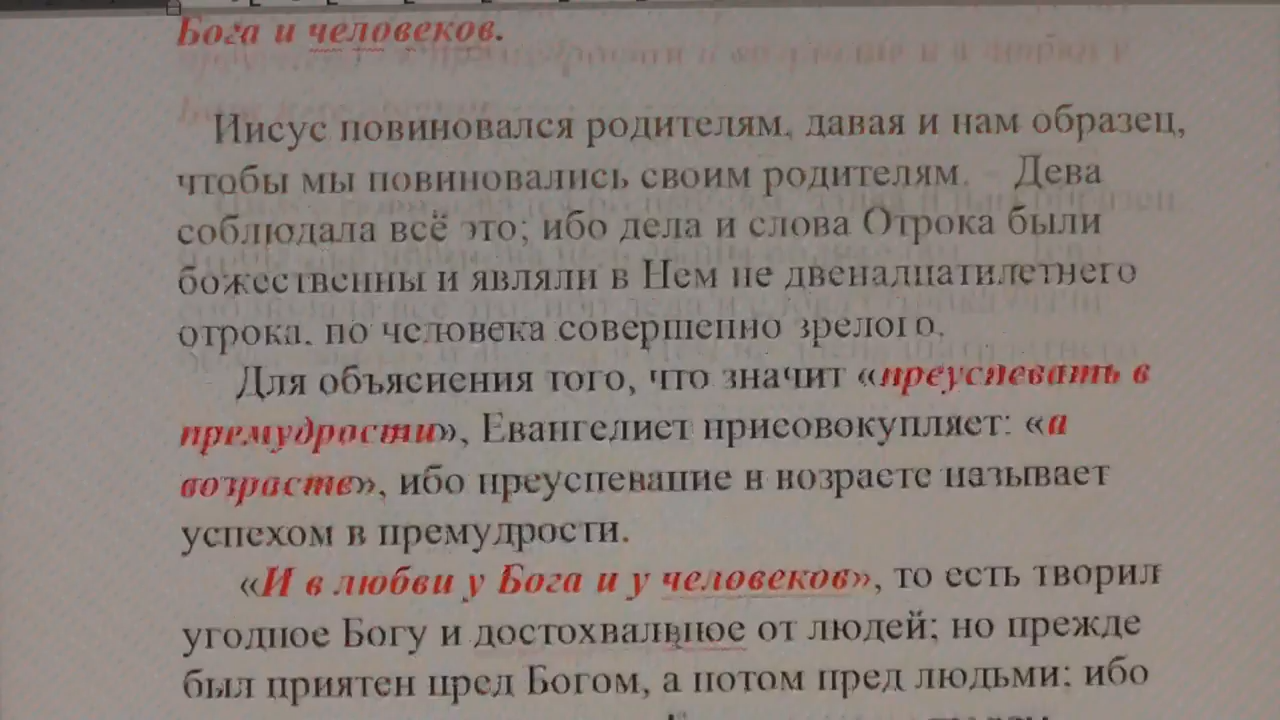 Бога и человеков.
Иисус повиновался родителям, давая и нам образец,
чтобы мы повиновались своим родителям. – Дева
соблюдала всё это; ибо дела и слова Отрока были
божественны и являли в Нем не двенадцатилетнего
отрока, но человека совершенно зрелого.
Для объяснения того, что значит «преуспевать в
премудрости», Евангелист присовокупляет: «а
возрасте», ибо преуспевание в возрасте называет
успехом в премудрости.
«И в любви у Бога и у человеков», то есть творил
угодное Богу и достохвальное от людей; но прежде
был приятен пред Богом, а потом пред людьми: ибо